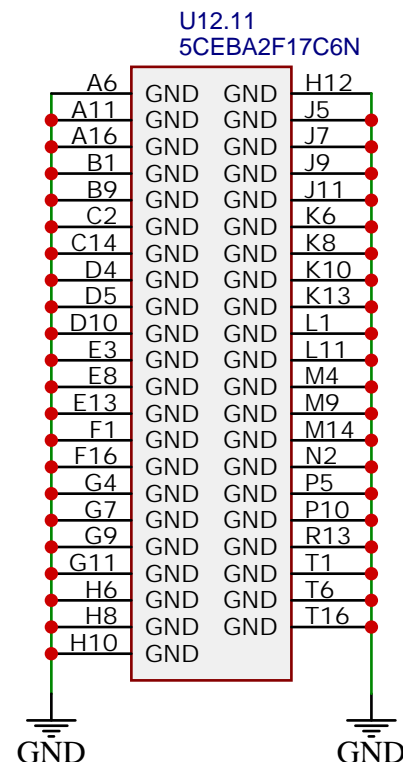 U12.11
5CEBA2F17C6N
A6 GND GND H12
A11 GND GND J5
A16 GND GND J7
B1 GND GND J9
B9 GND GND J11
C2 GND GND K6
C14 GND GND K8
D4 GND GND K10
D5 GND GND K13
D10 GND GND L1
E3 GND GND L11
E8 GND GND M4
E13 GND GND M9
F1 GND GND M14
F16 GND GND N2
G4 GND GND P5
G7 GND GND P10
G9 GND GND R13
G11 GND GND T1
H6 GND GND T6
H8 GND GND T16
H10 GND
GND GND